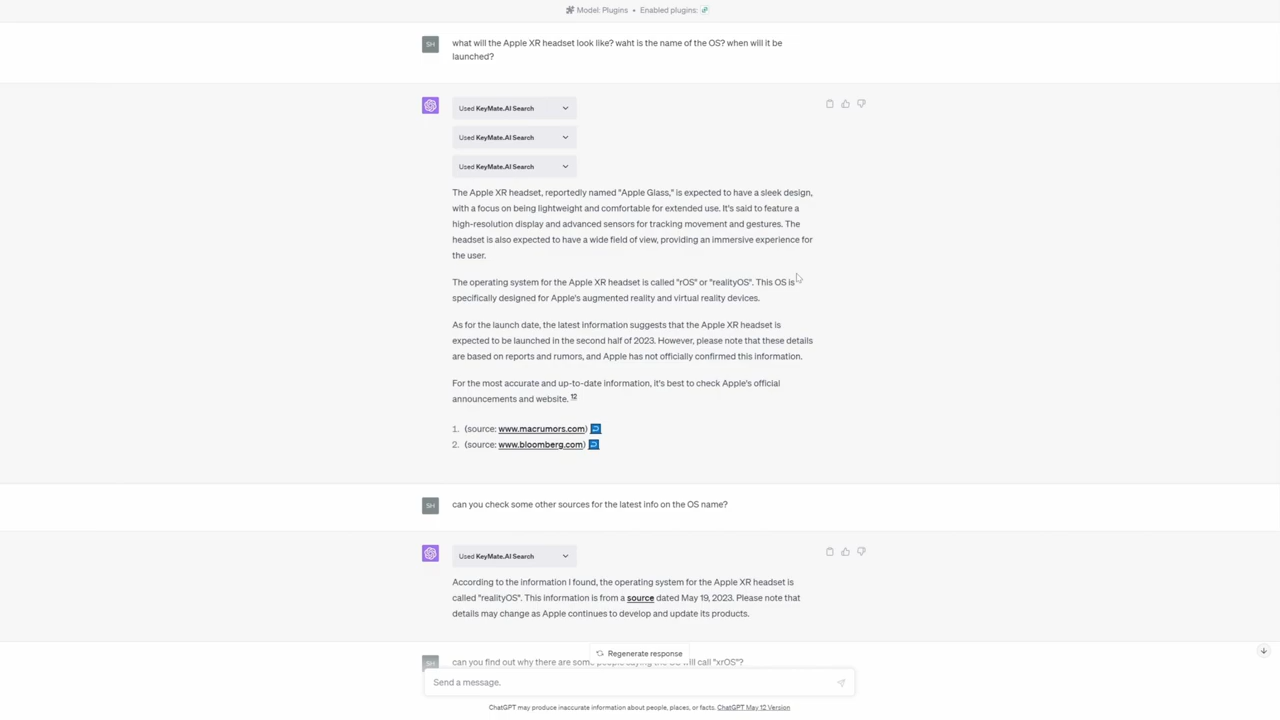 Model: Plugins • Enabled plugins:
SH
what will the Apple XR headset look like? waht is the name of the OS? when will it be
launched?
Used KeyMate.AI Search
Used KeyMate.AI Search
Used KeyMate.AI Search
The Apple XR headset, reportedly named "Apple Glass," is expected to have a sleek design,
with a focus on being lightweight and comfortable for extended use. It's said to feature a
high-resolution display and advanced sensors for tracking movement and gestures. The
headset is also expected to have a wide field of view, providing an immersive experience for
the user.
The operating system for the Apple XR headset is called "rOS" or "realityOS". This OS is
specifically designed for Apple's augmented reality and virtual reality devices.
As for the launch date, the latest information suggests that the Apple XR headset is
expected to be launched in the second half of 2023. However, please note that these details
are based on reports and rumors, and Apple has not officially confirmed this information.
For the most accurate and up-to-date information, it's best to check Apple's official
announcements and website. 12
1. (source: www.macrumors.com)
2. (source: www.bloomberg.com)
SH
can you check some other sources for the latest info on the OS name?
Used KeyMate.AI Search
According to the information I found, the operating system for the Apple XR headset is
called "realityOS". This information is from a source dated May 19, 2023. Please note that
details may change as Apple continues to develop and update its products.
Regenerate response
SH
can you find out why there are some people saying the OS will call "xrOS"?
Send a message.
ChatGPT may produce inaccurate information about people, places, or facts. ChatGPT May 12 Version